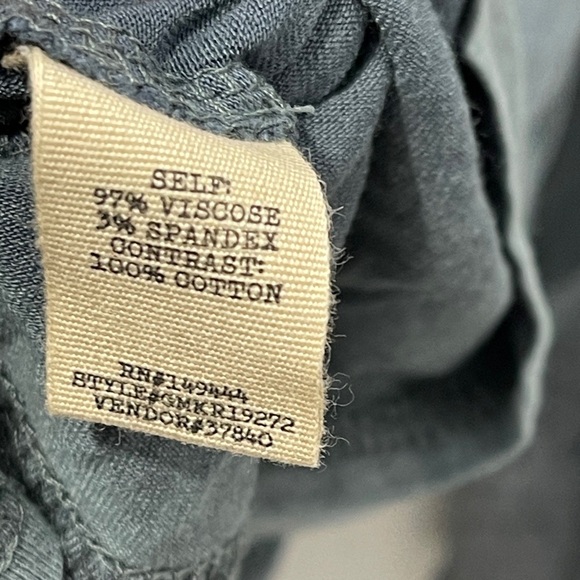 SELF:
97% VISCOSE
3% SPANDEX
CONTRAST:
100% COTTON
RN#149444
STYLE#GMKR19272
VENDOR#37840